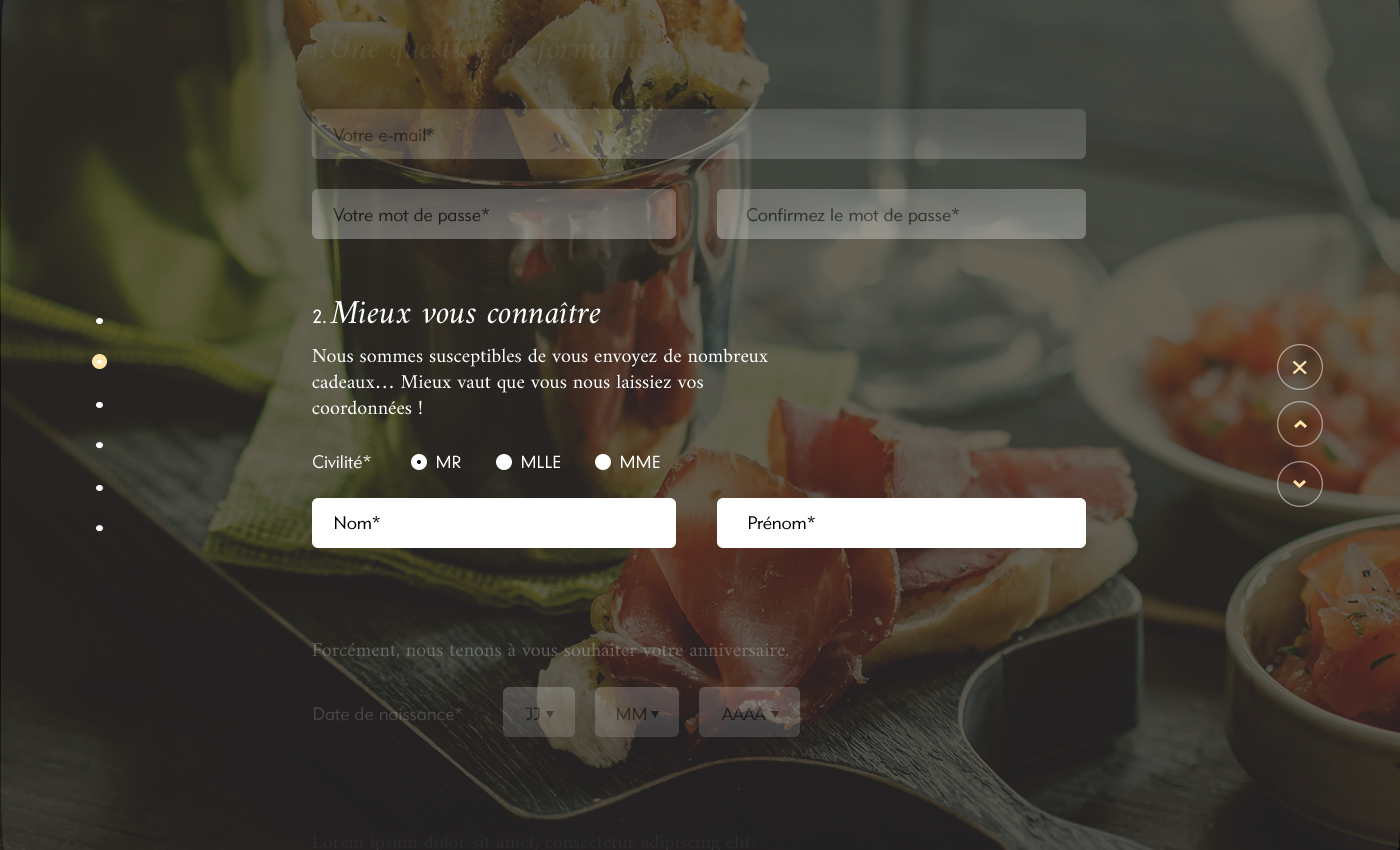 1. Une question de formalité
Votre e-mail*
Votre mot de passe* Confirmez le mot de passe*
2. Mieux vous connaître
Nous sommes susceptibles de vous envoyez de nombreux
cadeaux… Mieux vaut que vous nous laissiez vos
coordonnées !
Civilité* MR MLLE MME
Nom* Prénom*
Forcément, nous tenons à vous souhaiter votre anniversaire.
Date de naissance* JJ MM AAAA
Lorem ipsum dolor sit amet, consectetur adipiscing elit.